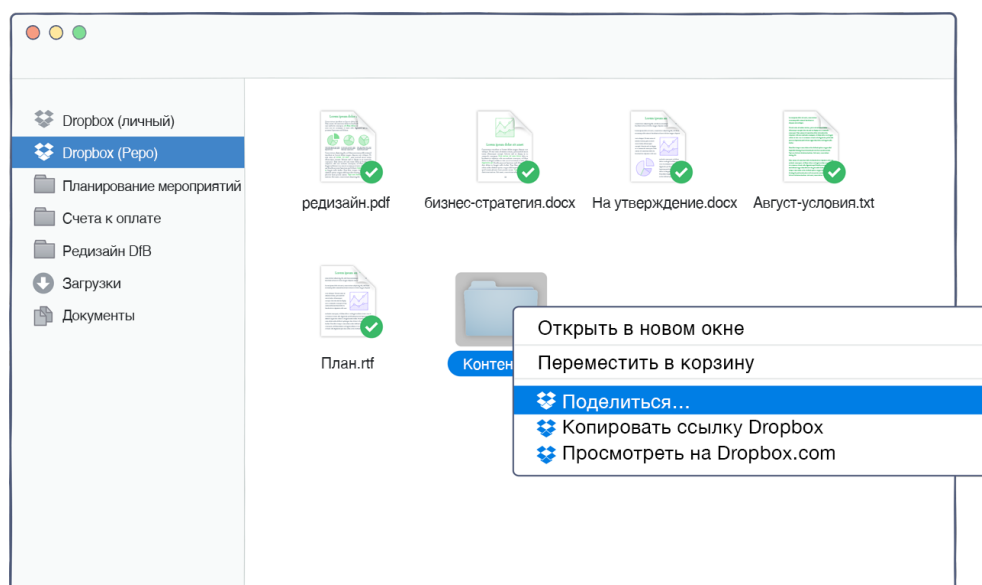 Dropbox (личный)
Dropbox (Pepo)
Планирование мероприятий
Счета к оплате
Редизайн DfB
Загрузки
Документы
редизайн.pdf
бизнес-стратегия.docx
На утверждение.docx
Август-условия.txt
План.rtf
Контен
Открыть в новом окне
Переместить в корзину
Поделиться...
Копировать ссылку Dropbox
Просмотреть на Dropbox.com